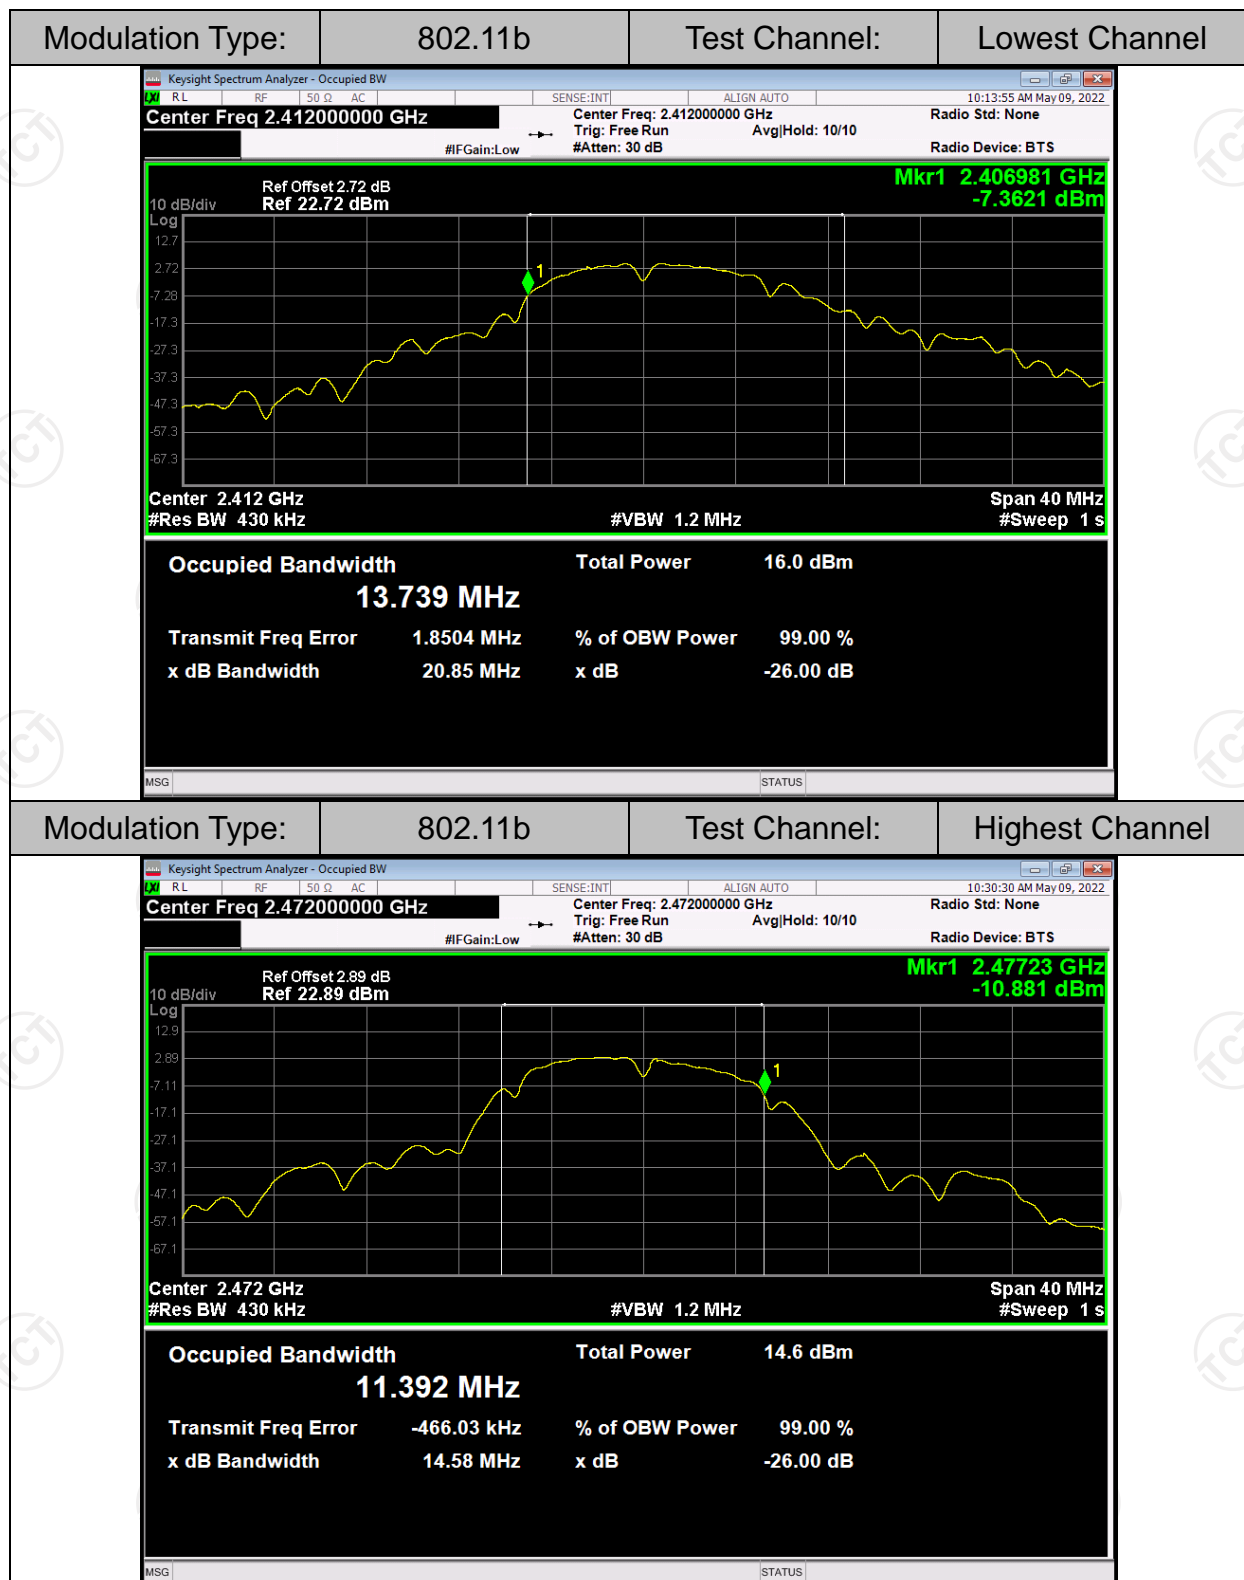 Modulation Type: 802.11b Test Channel: Lowest Channel
Keysight Spectrum Analyzer - Occupied BW
LXI RL RF 50 Ω AC SENSE:INT ALIGN AUTO 10:13:55 AM May 09, 2022
Center Freq 2.412000000 GHz Center Freq: 2.412000000 GHz Radio Std: None
Trig: Free Run Avg|Hold: 10/10
#IFGain:Low #Atten: 30 dB Radio Device: BTS
Mkr1 2.406981 GHz
-7.3621 dBm
Ref Offset 2.72 dB
10 dB/div Ref 22.72 dBm
Log
12.7
2.72
1
-7.28
-17.3
-27.3
-37.3
-47.3
-57.3
-67.3
Center 2.412 GHz Span 40 MHz
#Res BW 430 kHz #VBW 1.2 MHz #Sweep 1 s
Occupied Bandwidth Total Power 16.0 dBm
13.739 MHz
Transmit Freq Error 1.8504 MHz % of OBW Power 99.00 %
x dB Bandwidth 20.85 MHz x dB -26.00 dB
MSG STATUS
Modulation Type: 802.11b Test Channel: Highest Channel
Keysight Spectrum Analyzer - Occupied BW
LXI RL RF 50 Ω AC SENSE:INT ALIGN AUTO 10:30:30 AM May 09, 2022
Center Freq 2.472000000 GHz Center Freq: 2.472000000 GHz Radio Std: None
Trig: Free Run Avg|Hold: 10/10
#IFGain:Low #Atten: 30 dB Radio Device: BTS
Mkr1 2.47723 GHz
-10.881 dBm
Ref Offset 2.89 dB
10 dB/div Ref 22.89 dBm
Log
12.9
2.89
1
-7.11
-17.1
-27.1
-37.1
-47.1
-57.1
-67.1
Center 2.472 GHz Span 40 MHz
#Res BW 430 kHz #VBW 1.2 MHz #Sweep 1 s
Occupied Bandwidth Total Power 14.6 dBm
11.392 MHz
Transmit Freq Error -466.03 kHz % of OBW Power 99.00 %
x dB Bandwidth 14.58 MHz x dB -26.00 dB
MSG STATUS
TCT